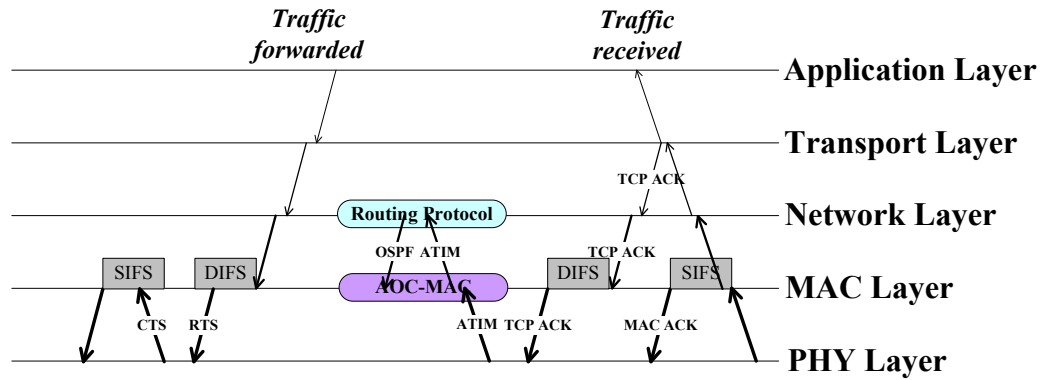 Traffic
forwarded
Traffic
received
Application Layer
Transport Layer
TCP ACK
Routing Protocol
Network Layer
OSPF ATIM
TCP ACK
SIFS
DIFS
DIFS
SIFS
AOC-MAC
MAC Layer
CTS
RTS
ATIM
TCP ACK
MAC ACK
PHY Layer